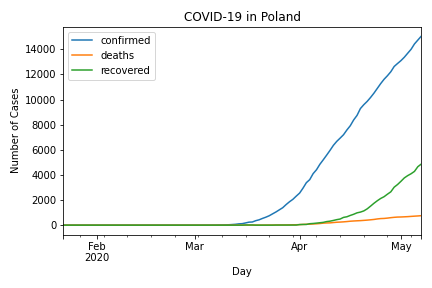 COVID-19 in Poland
confirmed
deaths
recovered
Number of Cases
14000
12000
10000
8000
6000
4000
2000
0
Feb
2020
Mar
Apr
May
Day